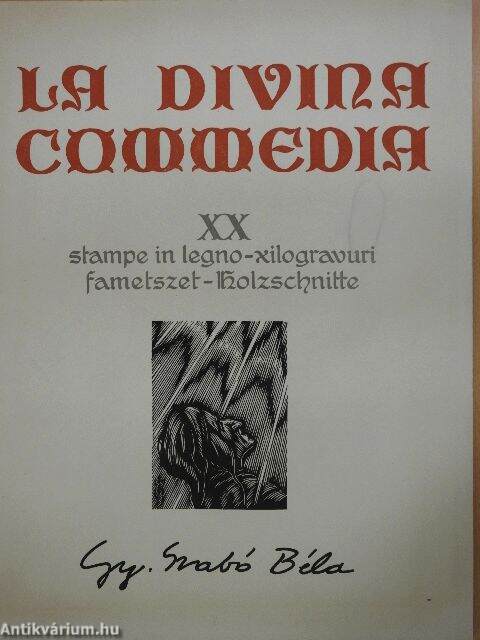 LA DIVINA
COMMEDIA
XX
stampe in legno-xilogravuri
fametszet-Holzschnitte
Gy. Szabó Béla
Antikvárium.hu